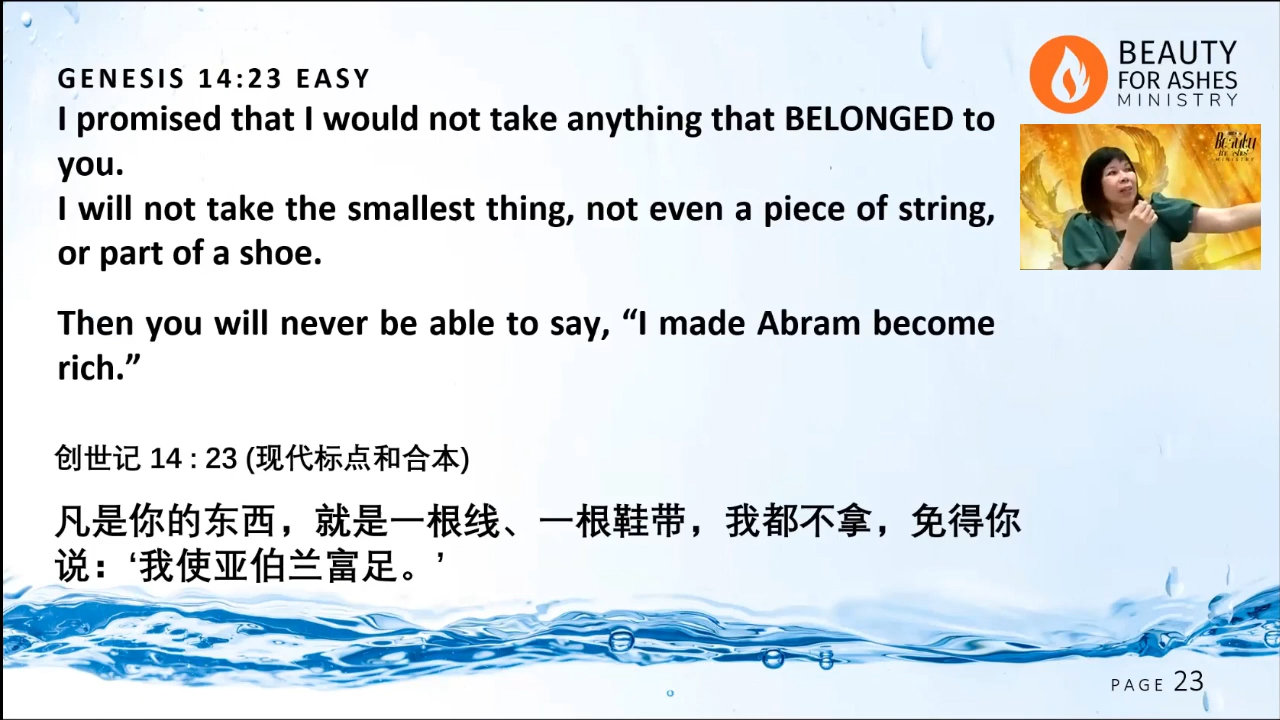 GENESIS 14:23 EASY
I promised that I would not take anything that BELONGED to
you.
I will not take the smallest thing, not even a piece of string,
or part of a shoe.
Then you will never be able to say, “I made Abram become
rich.”
创世记 14 : 23 (现代标点和合本)
凡是你的东西，就是一根线、一根鞋带，我都不拿，免得你
说：‘我使亚伯兰富足。’
BEAUTY
FOR ASHES
MINISTRY
Beauty
for Ashes
MINISTRY
PAGE 23